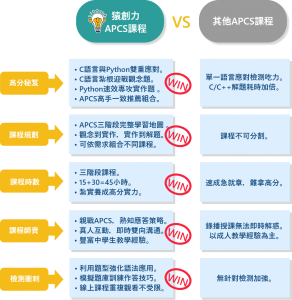 猿創力
APCS課程
VS
其他APCS課程
高分秘笈
• C語言與Python雙重應對。
• C語言紮根迎戰觀念題。
• Python速效專攻實作題。
• APCS高手一致推薦組合。
WIN
單一語言應對檢測吃力。
C/C++解題耗時加倍。
課程規劃
• APCS三階段完整學習地圖
• 觀念到實作，實作到解題。
• 可依需求組合不同課程。
WIN
課程不可分割。
課程時數
• 三階段課程。
• 15+30=45小時。
• 紮實養成高分實力。
WIN
速成急就章，難拿高分。
課程師資
• 親戰APCS，熟知應答策略。
• 真人互動，即時雙向溝通。
• 豐富中學生教學經驗。
WIN
錄播授課無法即時解惑。
以成人教學經驗為主。
檢測衝刺
• 利用題型強化語法應用。
• 模擬題庫訓練作答技巧。
• 線上課程重複觀看不受限。
WIN
無針對檢測加強。